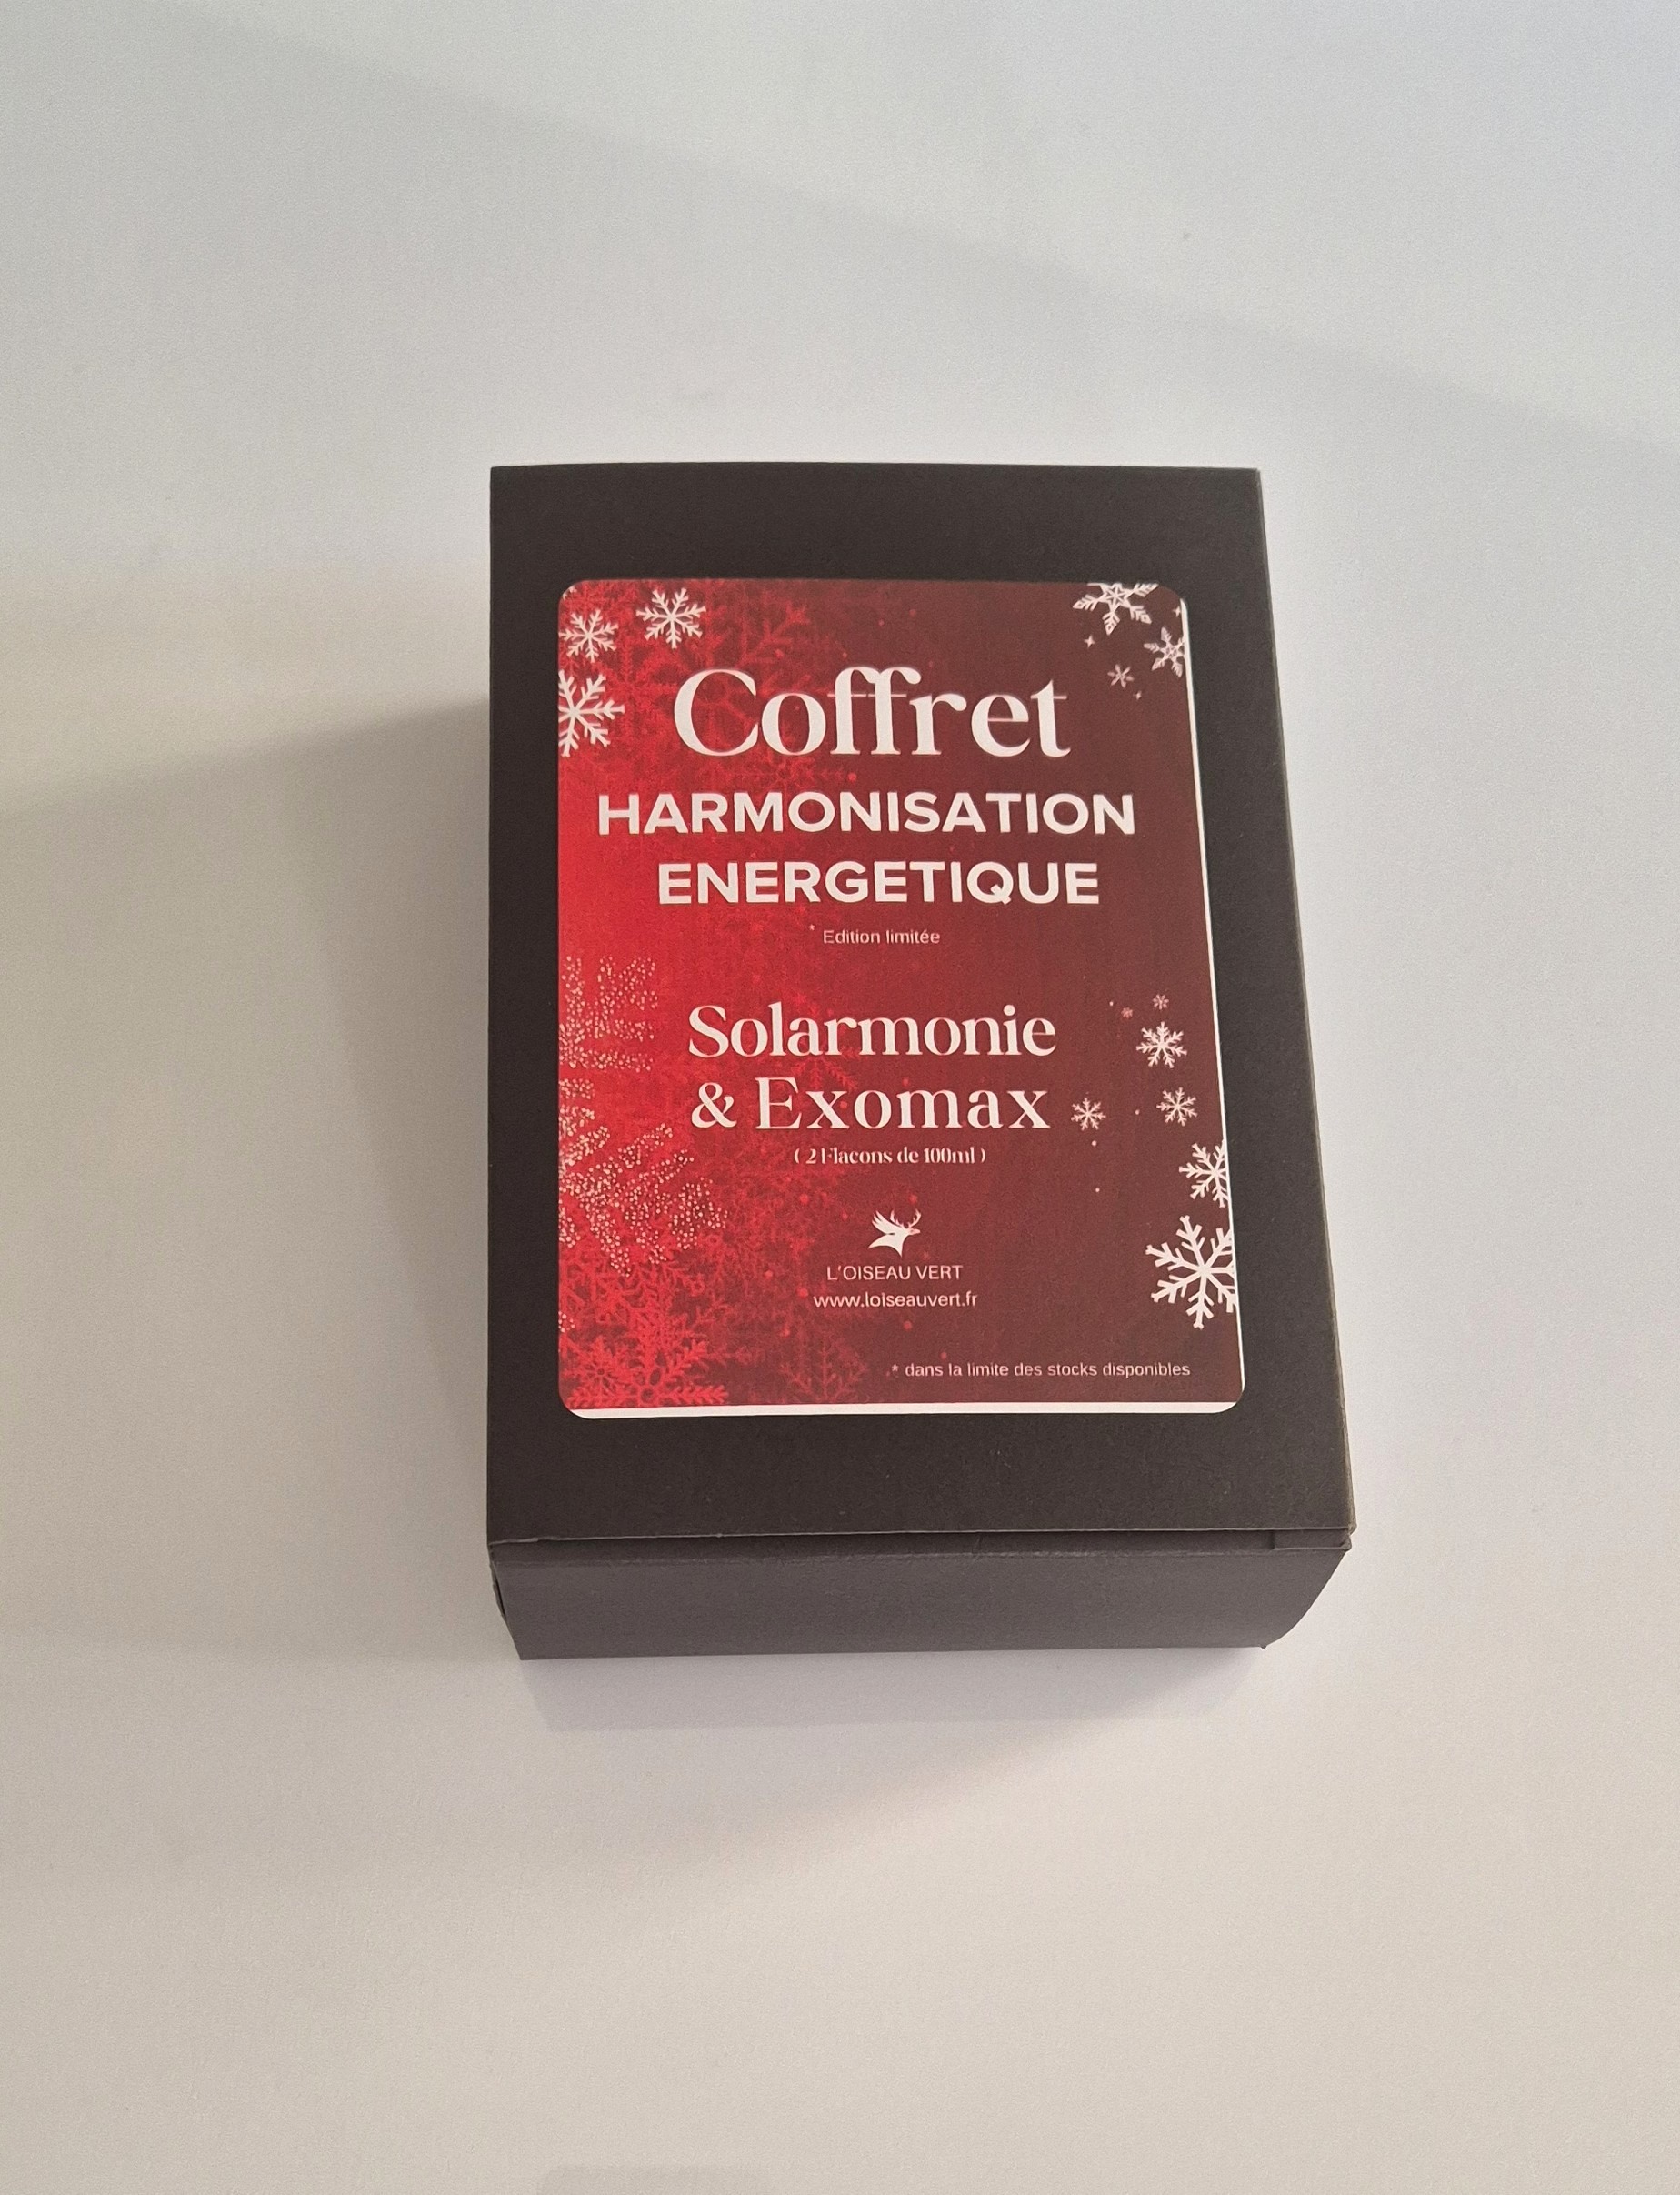 Coffret
HARMONISATION
ENERGETIQUE
* Edition limitée
Solarmonie
& Exomax
( 2 Flacons de 100ml )
L'OISEAU VERT
www.loiseauvert.fr
* dans la limite des stocks disponibles